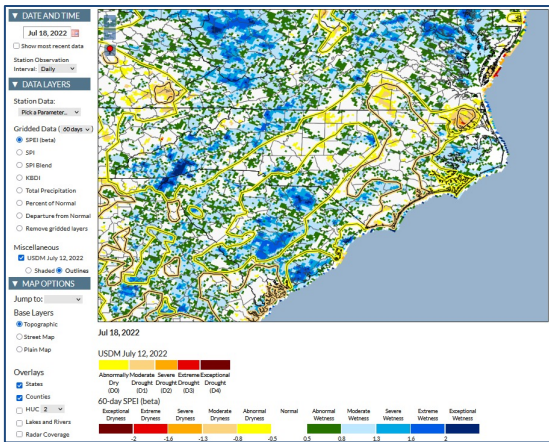 ▼ DATE AND TIME
Jul 18, 2022
Show most recent data
Station Observation
Interval: Daily
▼ DATA LAYERS
Station Data:
Pick a Parameter...
Gridded Data ( 60 days )
SPEI (beta)
SPI
SPI Blend
KBDI
Total Precipitation
Percent of Normal
Departure from Normal
Remove gridded layers
Miscellaneous
USDM July 12, 2022
Shaded Outlines
▼ MAP OPTIONS
Jump to:
Base Layers
Topographic
Street Map
Plain Map
Overlays
States
Counties
HUC 2
Lakes and Rivers
Radar Coverage
+
−
Jul 18, 2022
USDM July 12, 2022
Abnormally Moderate Severe Extreme Exceptional
Dry Drought Drought Drought Drought
(D0) (D1) (D2) (D3) (D4)
60-day SPEI (beta)
Exceptional Extreme Severe Moderate Abnormal Normal Abnormal Moderate Severe Extreme Exceptional
Dryness Dryness Dryness Dryness Dryness Wetness Wetness Wetness Wetness Wetness
-2 -1.6 -1.3 -0.8 -0.5 0.5 0.8 1.3 1.6 2